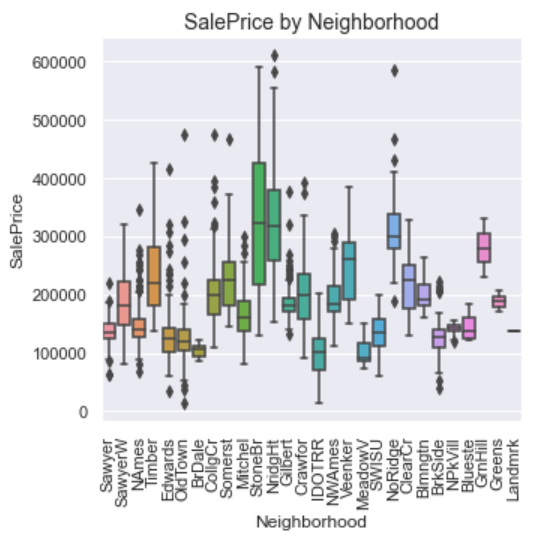 SalePrice by Neighborhood
600000
500000
400000
300000
200000
100000
0
SalePrice
Sawyer
SawyerW
NAmes
Timber
Edwards
OldTown
BrDale
CollgCr
Somerst
Mitchel
StoneBr
NridgHt
Gilbert
Crawfor
IDOTRR
NWAmes
Veenker
MeadowV
SWISU
NoRidge
ClearCr
Blmngtn
BrkSide
NPkVill
Blueste
GrnHill
Greens
Landmrk
Neighborhood